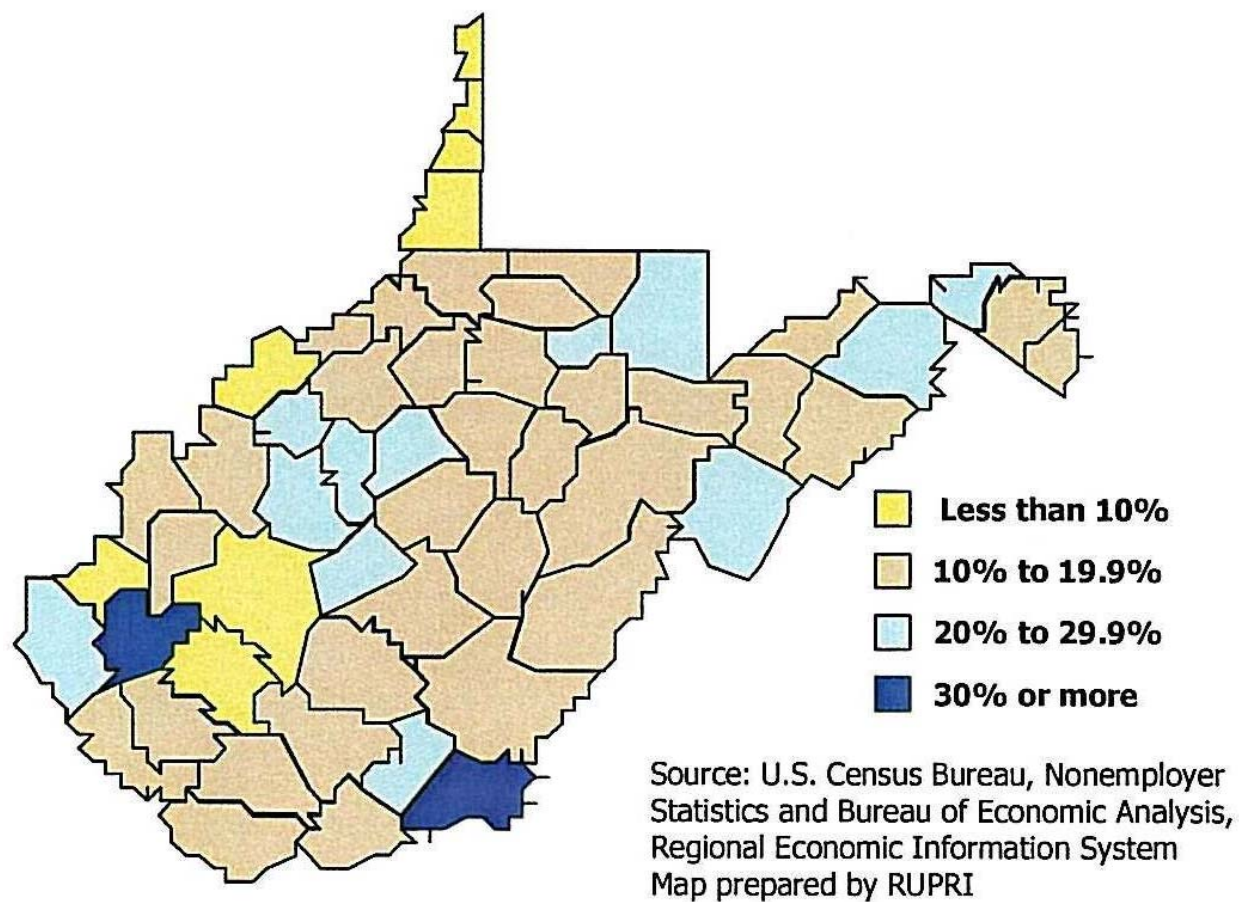 Less than 10%
10% to 19.9%
20% to 29.9%
30% or more
Source: U.S. Census Bureau, Nonemployer
Statistics and Bureau of Economic Analysis,
Regional Economic Information System
Map prepared by RUPRI